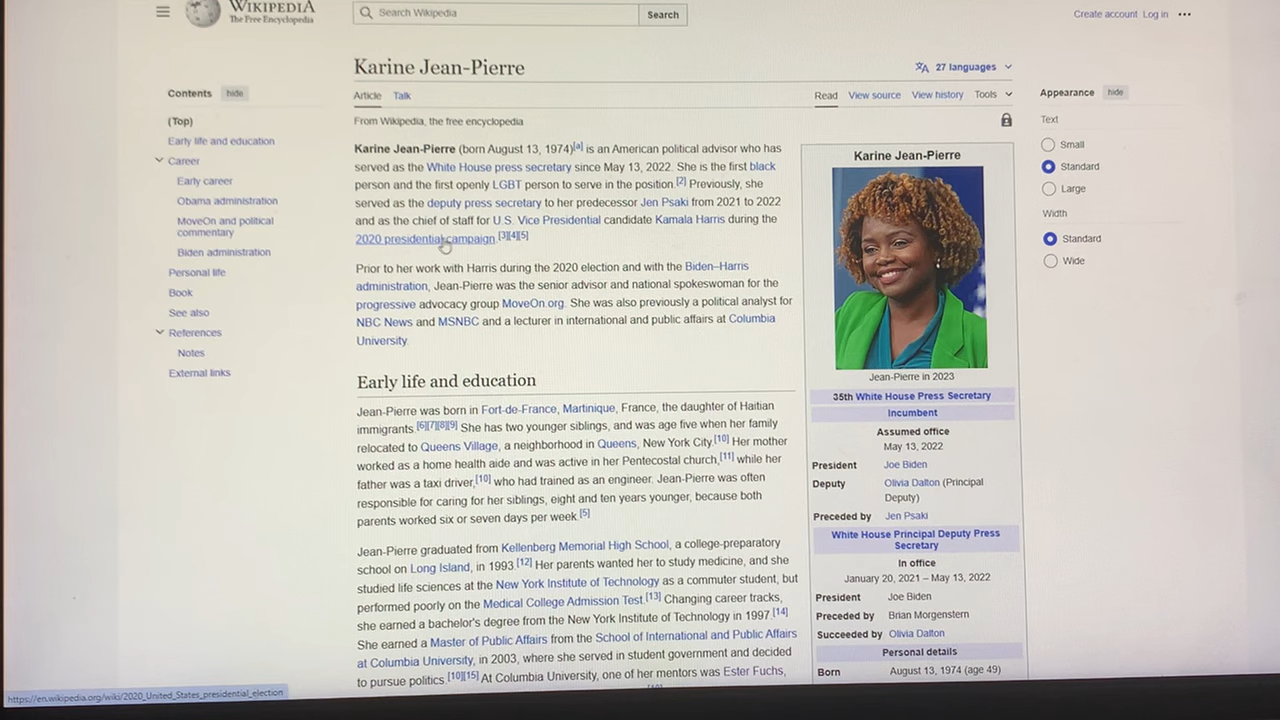 WIKIPEDIA
The Free Encyclopedia
Search Wikipedia
Search
Create account Log in
Karine Jean-Pierre
27 languages
Article Talk
Read View source View history Tools
From Wikipedia, the free encyclopedia
Contents hide
(Top)
Early life and education
Career
Early career
Obama administration
MoveOn and political
commentary
Biden administration
Personal life
Book
See also
References
Notes
External links
Karine Jean-Pierre (born August 13, 1974)[a] is an American political advisor who has
served as the White House press secretary since May 13, 2022. She is the first black
person and the first openly LGBT person to serve in the position.[2] Previously, she
served as the deputy press secretary to her predecessor Jen Psaki from 2021 to 2022
and as the chief of staff for U.S. Vice Presidential candidate Kamala Harris during the
2020 presidential campaign.[3][4][5]
Prior to her work with Harris during the 2020 election and with the Biden–Harris
administration, Jean-Pierre was the senior advisor and national spokeswoman for the
progressive advocacy group MoveOn.org. She was also previously a political analyst for
NBC News and MSNBC and a lecturer in international and public affairs at Columbia
University.
Early life and education
Jean-Pierre was born in Fort-de-France, Martinique, France, the daughter of Haitian
immigrants.[6][7][8][9] She has two younger siblings, and was age five when her family
relocated to Queens Village, a neighborhood in Queens, New York City.[10] Her mother
worked as a home health aide and was active in her Pentecostal church,[11] while her
father was a taxi driver,[10] who had trained as an engineer. Jean-Pierre was often
responsible for caring for her siblings, eight and ten years younger, because both
parents worked six or seven days per week.[5]
Jean-Pierre graduated from Kellenberg Memorial High School, a college-preparatory
school on Long Island, in 1993.[12] Her parents wanted her to study medicine, and she
studied life sciences at the New York Institute of Technology as a commuter student, but
performed poorly on the Medical College Admission Test.[13] Changing career tracks,
she earned a bachelor's degree from the New York Institute of Technology in 1997.[14]
She earned a Master of Public Affairs from the School of International and Public Affairs
at Columbia University, in 2003, where she served in student government and decided
to pursue politics.[10][15] At Columbia University, one of her mentors was Ester Fuchs,
Karine Jean-Pierre
Jean-Pierre in 2023
35th White House Press Secretary
Incumbent
Assumed office
May 13, 2022
President Joe Biden
Deputy Olivia Dalton (Principal
Deputy)
Preceded by Jen Psaki
White House Principal Deputy Press
Secretary
In office
January 20, 2021 – May 13, 2022
President Joe Biden
Preceded by Brian Morgenstern
Succeeded by Olivia Dalton
Personal details
Born August 13, 1974 (age 49)
Appearance hide
Text
Small
Standard
Large
Width
Standard
Wide
https://en.wikipedia.org/wiki/2020_United_States_presidential_election